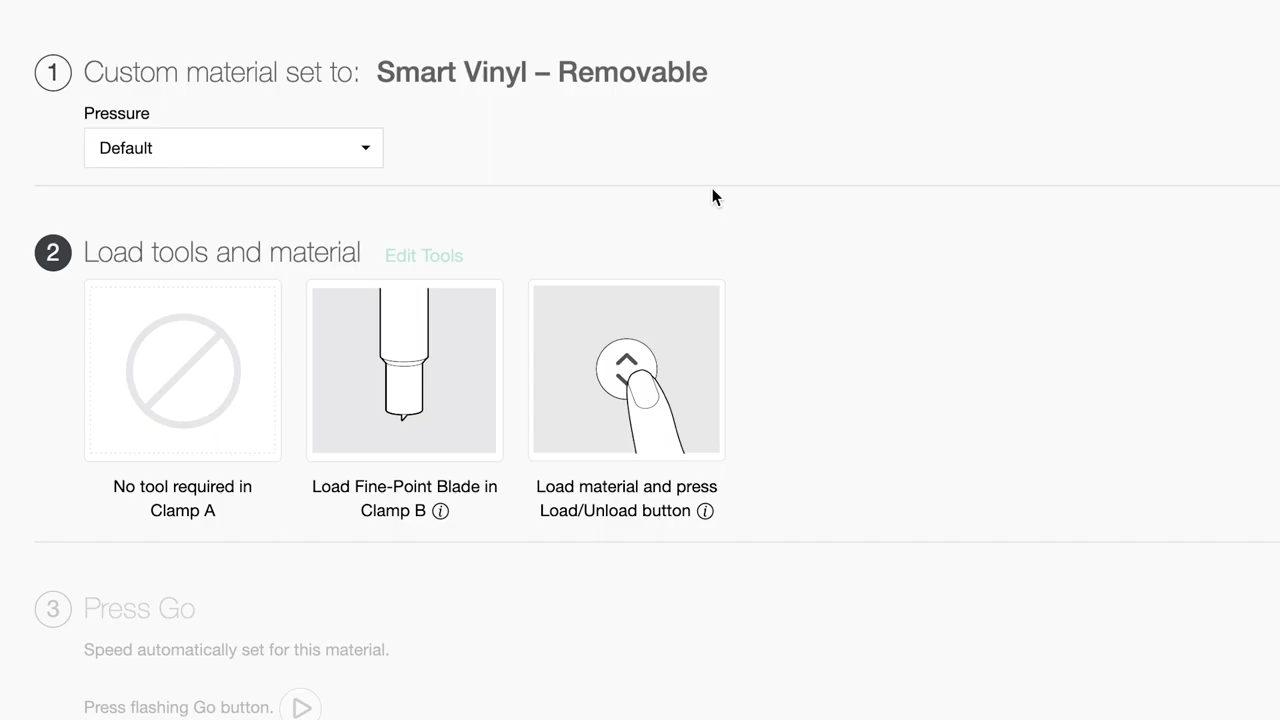 1 Custom material set to: Smart Vinyl – Removable
Pressure
Default
2 Load tools and material Edit Tools
No tool required in
Clamp A
Load Fine-Point Blade in
Clamp B i
Load material and press
Load/Unload button i
3 Press Go
Speed automatically set for this material.
Press flashing Go button.